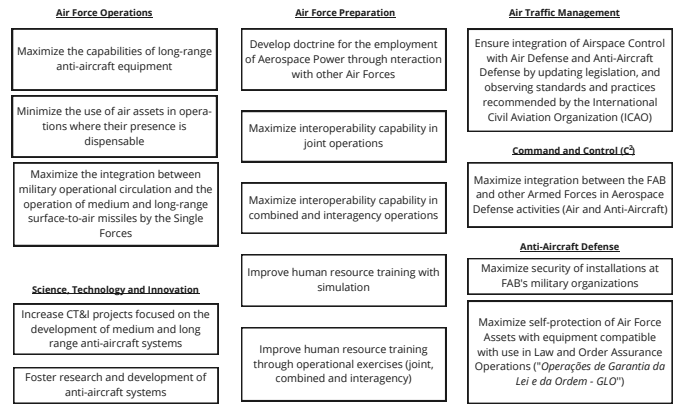 Air Force Operations
Maximize the capabilities of long-range
anti-aircraft equipment
Minimize the use of air assets in opera-
tions where their presence is
dispensable
Maximize the integration between
military operational circulation and the
operation of medium and long-range
surface-to-air missiles by the Single
Forces
Science, Technology and Innovation
Increase CT&I projects focused on the
development of medium and long
range anti-aircraft systems
Foster research and development of
anti-aircraft systems
Air Force Preparation
Develop doctrine for the employment
of Aerospace Power through nteraction
with other Air Forces
Maximize interoperability capability in
joint operations
Maximize interoperability capability in
combined and interagency operations
Improve human resource training with
simulation
Improve human resource training
through operational exercises (joint,
combined and interagency)
Air Traffic Management
Ensure integration of Airspace Control
with Air Defense and Anti-Aircraft
Defense by updating legislation, and
observing standards and practices
recommended by the International
Civil Aviation Organization (ICAO)
Command and Control (C²)
Maximize integration between the FAB
and other Armed Forces in Aerospace
Defense activities (Air and Anti-Aircraft)
Anti-Aircraft Defense
Maximize security of installations at
FAB's military organizations
Maximize self-protection of Air Force
Assets with equipment compatible
with use in Law and Order Assurance
Operations ("Operações de Garantia da
Lei e da Ordem - GLO")